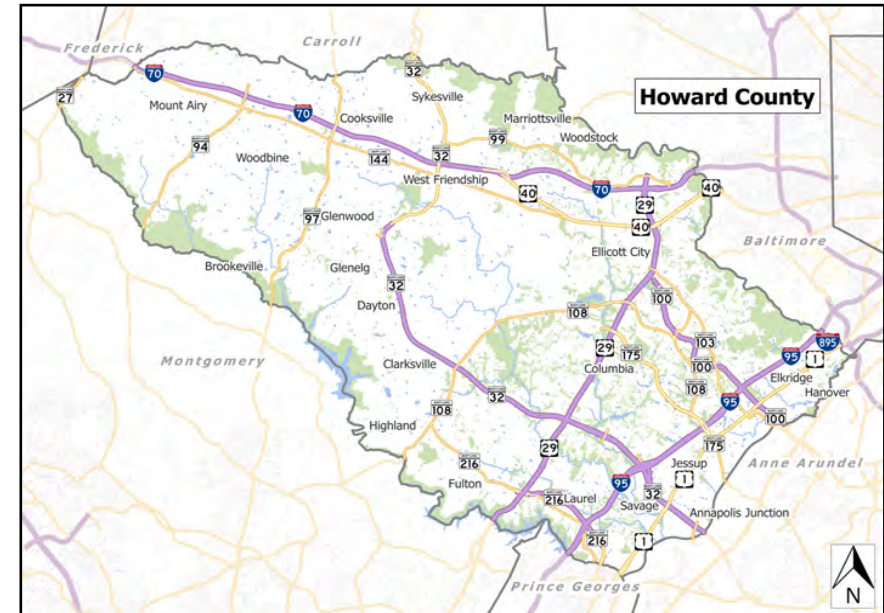 Frederick
Carroll
70
32
27
Mount Airy
Sykesville
Howard County
70
Cooksville
Marriottsville
94
99
Woodstock
Woodbine
144
32
West Friendship
40
70
40
29
97
Glenwood
40
Ellicott City
Baltimore
Brookeville
Glenelg
32
100
Dayton
108
103
895
Montgomery
29
175
95
1
Clarksville
Columbia
100
Elkridge
32
108
95
Hanover
108
100
Highland
29
175
216
Jessup
Anne Arundel
Fulton
95
1
216
Laurel
32
Savage
Annapolis Junction
216
1
Prince Georges
N